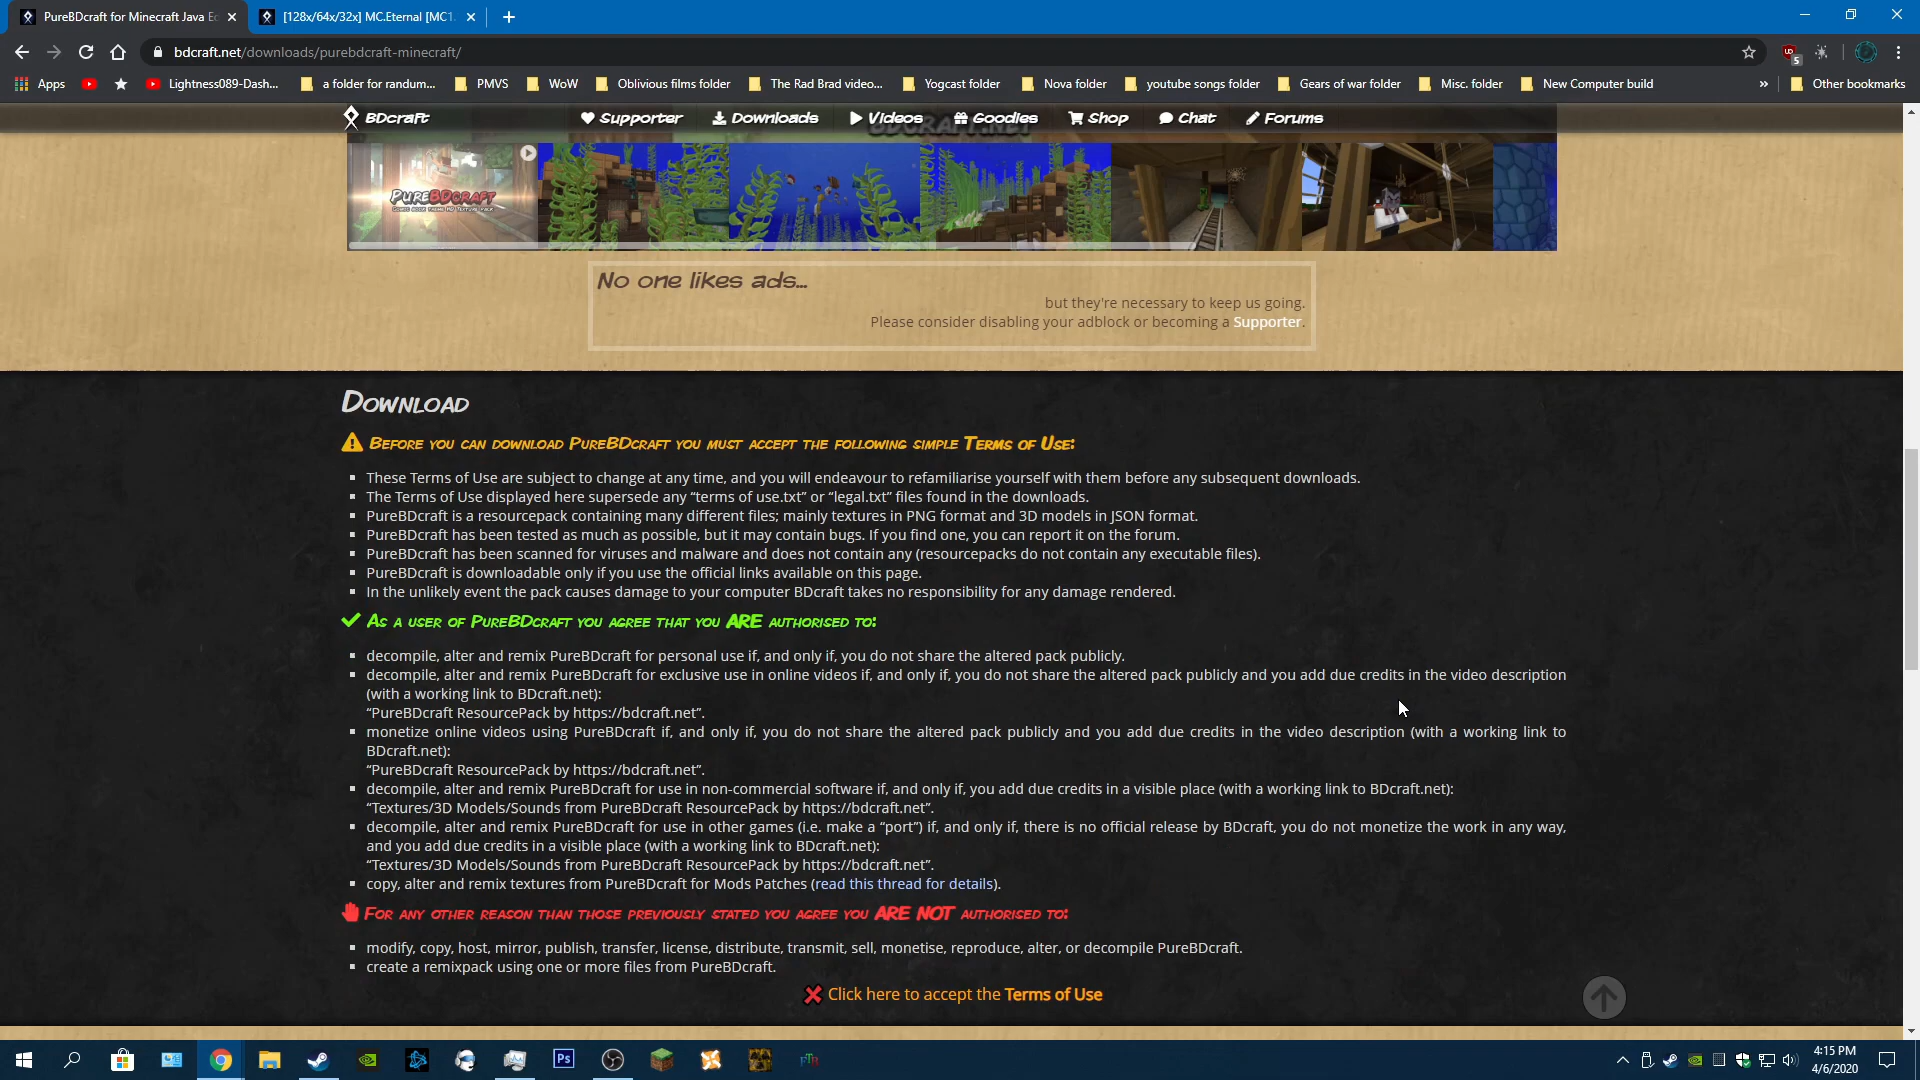 PureBDcraft for Minecraft Java Ed
[128x/64x/32x] MC.Eternal [MC1.
bdcraft.net/downloads/purebdcraft-minecraft/
5
Apps
Lightness089-Dash...
a folder for randum...
PMVS
WoW
Oblivious films folder
The Rad Brad video...
Yogcast folder
Nova folder
youtube songs folder
Gears of war folder
Misc. folder
New Computer build
»
Other bookmarks
BDcraft
Supporter
Downloads
Videos
Goodies
Shop
Chat
Forums
BDCRAFT.NET
PUREBDCRAFT
No one likes ads...
but they're necessary to keep us going.
Please consider disabling your adblock or becoming a Supporter.
Download
Before you can download PureBDcraft you must accept the following simple Terms of Use:
▪ These Terms of Use are subject to change at any time, and you will endeavour to refamiliarise yourself with them before any subsequent downloads.
▪ The Terms of Use displayed here supersede any “terms of use.txt” or “legal.txt” files found in the downloads.
▪ PureBDcraft is a resourcepack containing many different files; mainly textures in PNG format and 3D models in JSON format.
▪ PureBDcraft has been tested as much as possible, but it may contain bugs. If you find one, you can report it on the forum.
▪ PureBDcraft has been scanned for viruses and malware and does not contain any (resourcepacks do not contain any executable files).
▪ PureBDcraft is downloadable only if you use the official links available on this page.
▪ In the unlikely event the pack causes damage to your computer BDcraft takes no responsibility for any damage rendered.
As a user of PureBDcraft you agree that you ARE authorised to:
▪ decompile, alter and remix PureBDcraft for personal use if, and only if, you do not share the altered pack publicly.
▪ decompile, alter and remix PureBDcraft for exclusive use in online videos if, and only if, you do not share the altered pack publicly and you add due credits in the video description
(with a working link to BDcraft.net):
“PureBDcraft ResourcePack by https://bdcraft.net”.
▪ monetize online videos using PureBDcraft if, and only if, you do not share the altered pack publicly and you add due credits in the video description (with a working link to
BDcraft.net):
“PureBDcraft ResourcePack by https://bdcraft.net”.
▪ decompile, alter and remix PureBDcraft for use in non-commercial software if, and only if, you add due credits in a visible place (with a working link to BDcraft.net):
“Textures/3D Models/Sounds from PureBDcraft ResourcePack by https://bdcraft.net”.
▪ decompile, alter and remix PureBDcraft for use in other games (i.e. make a “port”) if, and only if, there is no official release by BDcraft, you do not monetize the work in any way,
and you add due credits in a visible place (with a working link to BDcraft.net):
“Textures/3D Models/Sounds from PureBDcraft ResourcePack by https://bdcraft.net”.
▪ copy, alter and remix textures from PureBDcraft for Mods Patches (read this thread for details).
For any other reason than those previously stated you agree you ARE NOT authorised to:
▪ modify, copy, host, mirror, publish, transfer, license, distribute, transmit, sell, monetise, reproduce, alter, or decompile PureBDcraft.
▪ create a remixpack using one or more files from PureBDcraft.
Click here to accept the Terms of Use
Ps
FTB
4:15 PM
4/6/2020